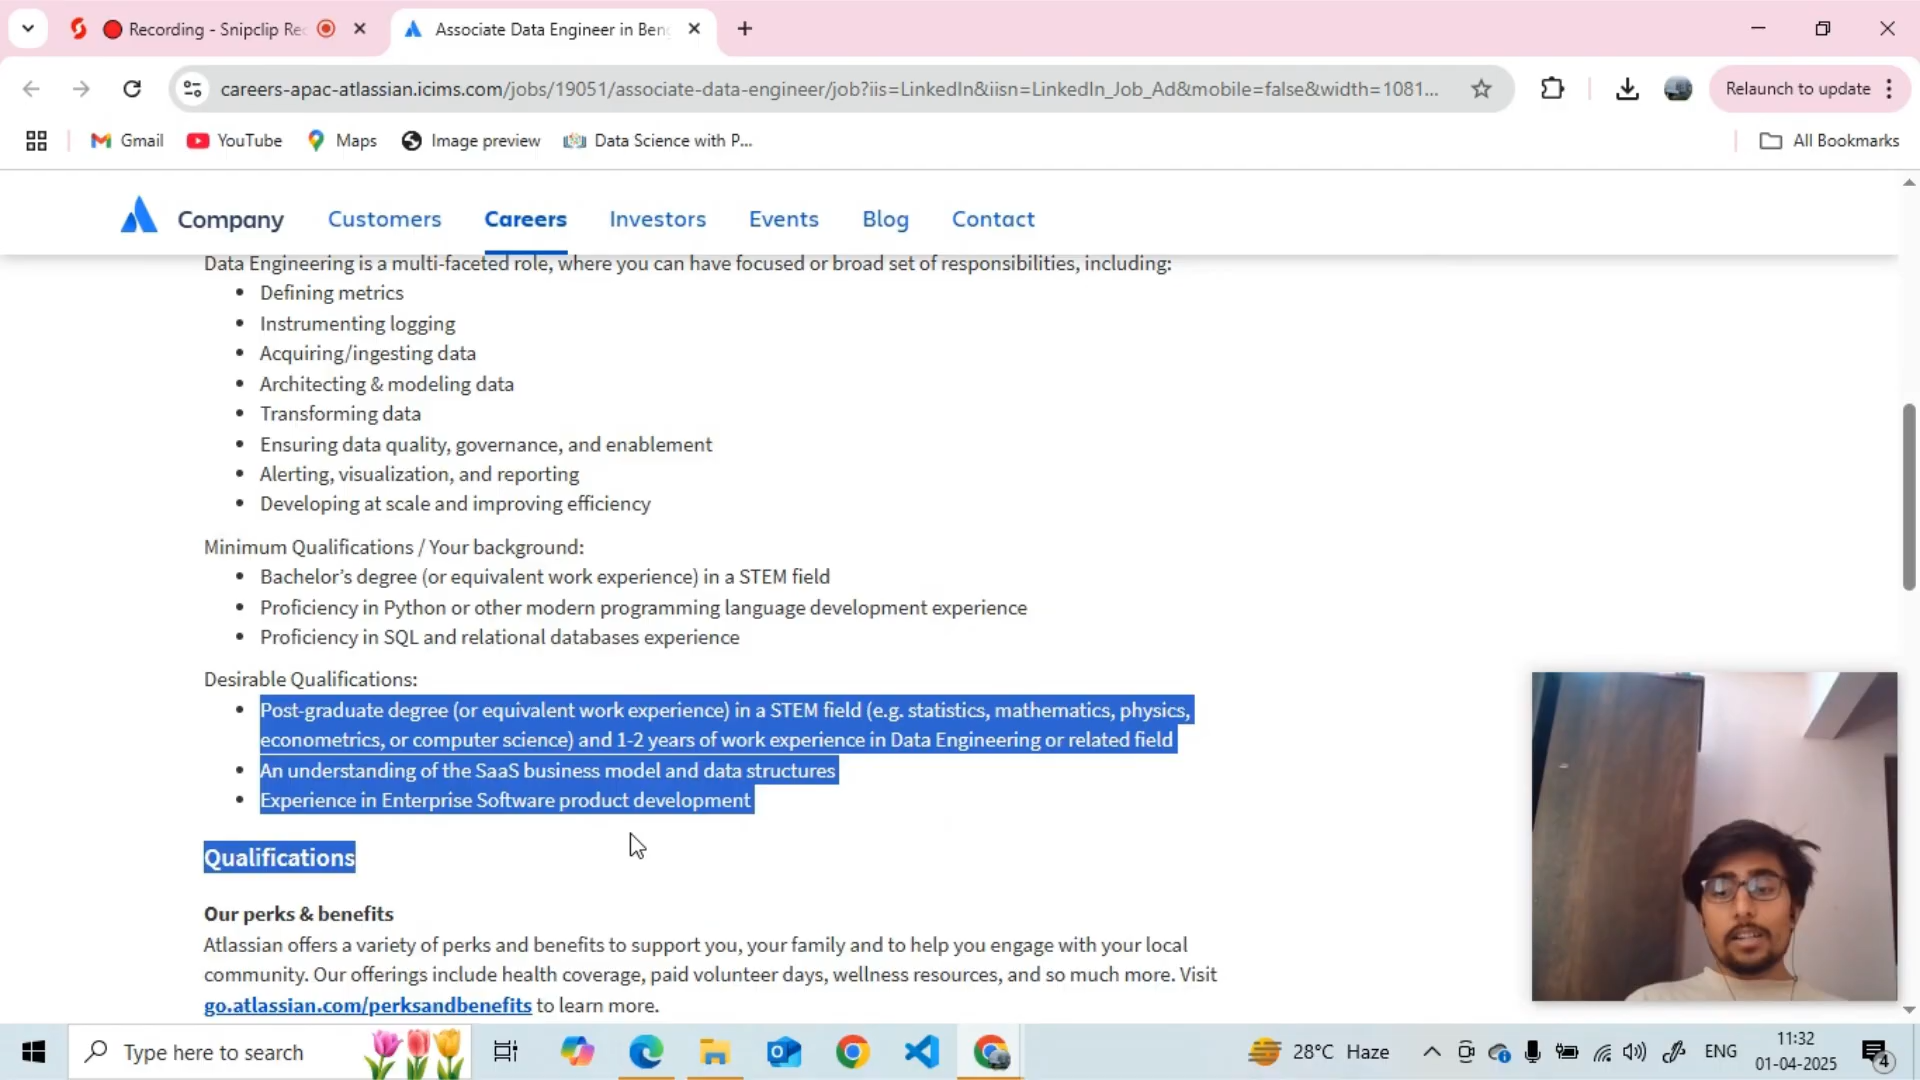 Recording - Snipclip Rec
Associate Data Engineer in Beng
careers-apac-atlassian.icims.com/jobs/19051/associate-data-engineer/job?iis=LinkedIn&iisn=LinkedIn_Job_Ad&mobile=false&width=1081...
Relaunch to update
Gmail
YouTube
Maps
Image preview
Data Science with P...
All Bookmarks
Company
Customers
Careers
Investors
Events
Blog
Contact
Data Engineering is a multi-faceted role, where you can have focused or broad set of responsibilities, including:
• Defining metrics
• Instrumenting logging
• Acquiring/ingesting data
• Architecting & modeling data
• Transforming data
• Ensuring data quality, governance, and enablement
• Alerting, visualization, and reporting
• Developing at scale and improving efficiency
Minimum Qualifications / Your background:
• Bachelor’s degree (or equivalent work experience) in a STEM field
• Proficiency in Python or other modern programming language development experience
• Proficiency in SQL and relational databases experience
Desirable Qualifications:
• Post-graduate degree (or equivalent work experience) in a STEM field (e.g. statistics, mathematics, physics,
econometrics, or computer science) and 1-2 years of work experience in Data Engineering or related field
• An understanding of the SaaS business model and data structures
• Experience in Enterprise Software product development
Qualifications
Our perks & benefits
Atlassian offers a variety of perks and benefits to support you, your family and to help you engage with your local
community. Our offerings include health coverage, paid volunteer days, wellness resources, and so much more. Visit
go.atlassian.com/perksandbenefits to learn more.
Type here to search
28°C Haze
ENG
11:32
01-04-2025
4